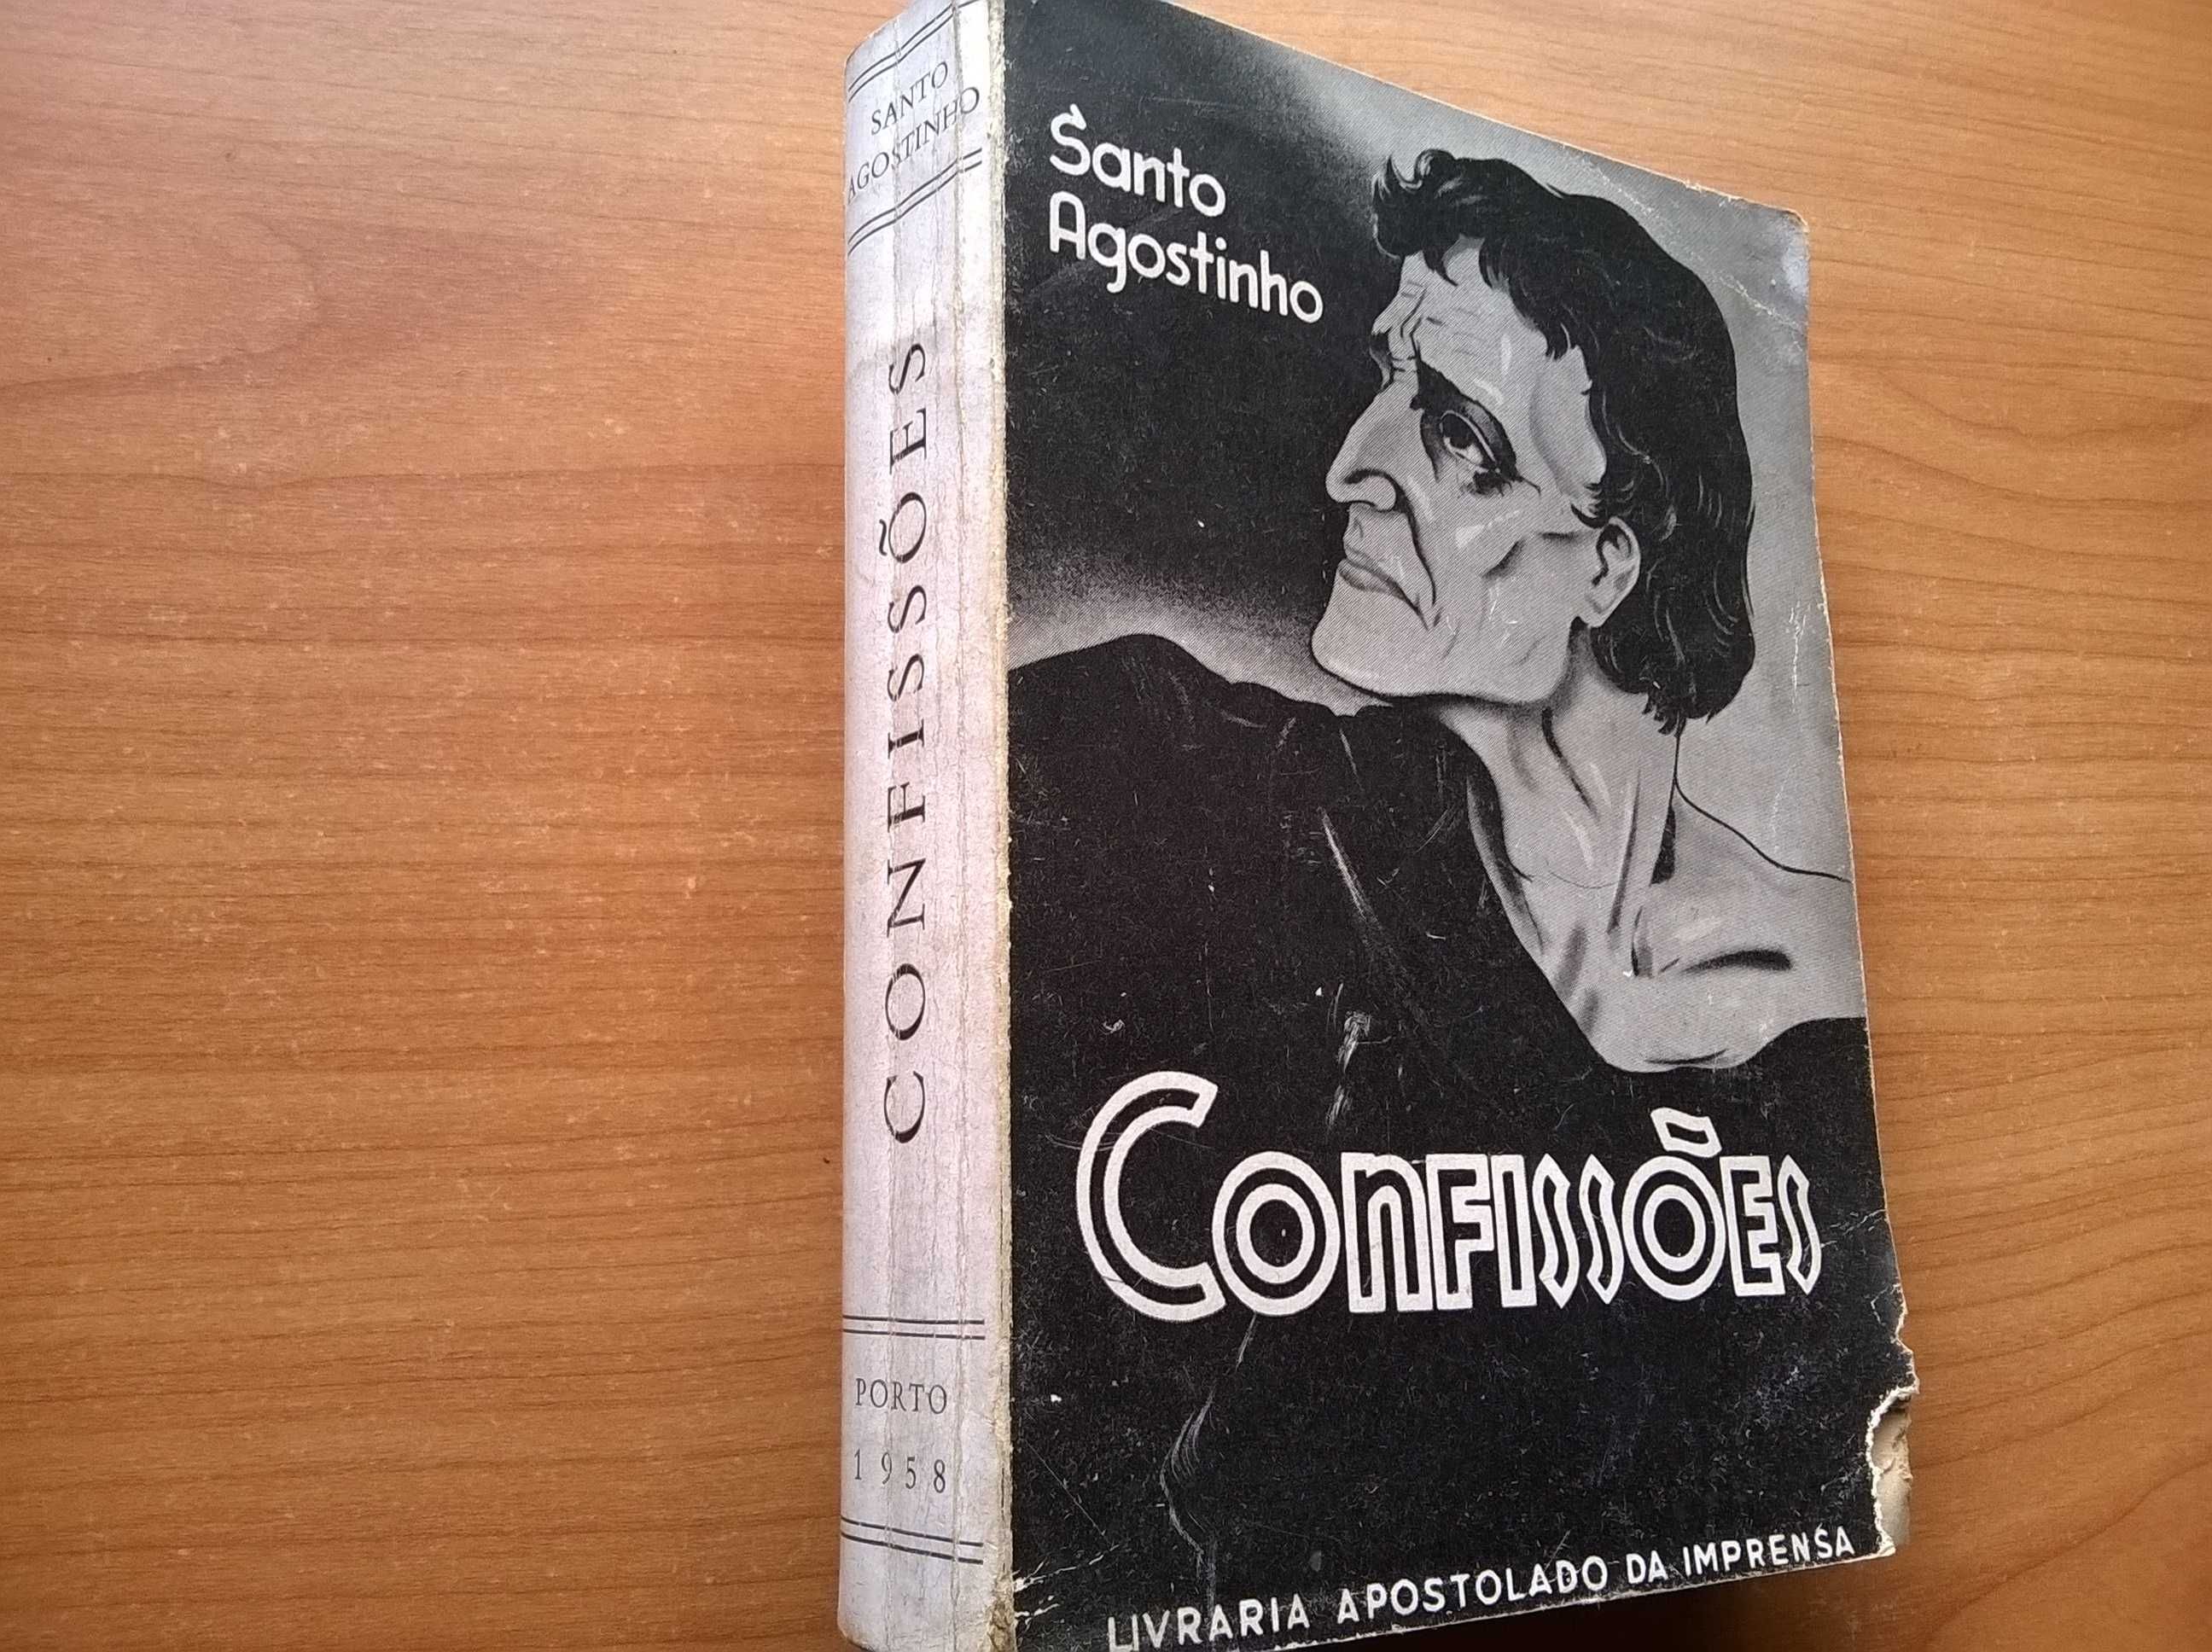 SANTO
AGOSTINHO
CONFISSÕES
PORTO
1958
Santo
Agostinho
CONFISSÕES
LIVRARIA APOSTOLADO DA IMPRENSA